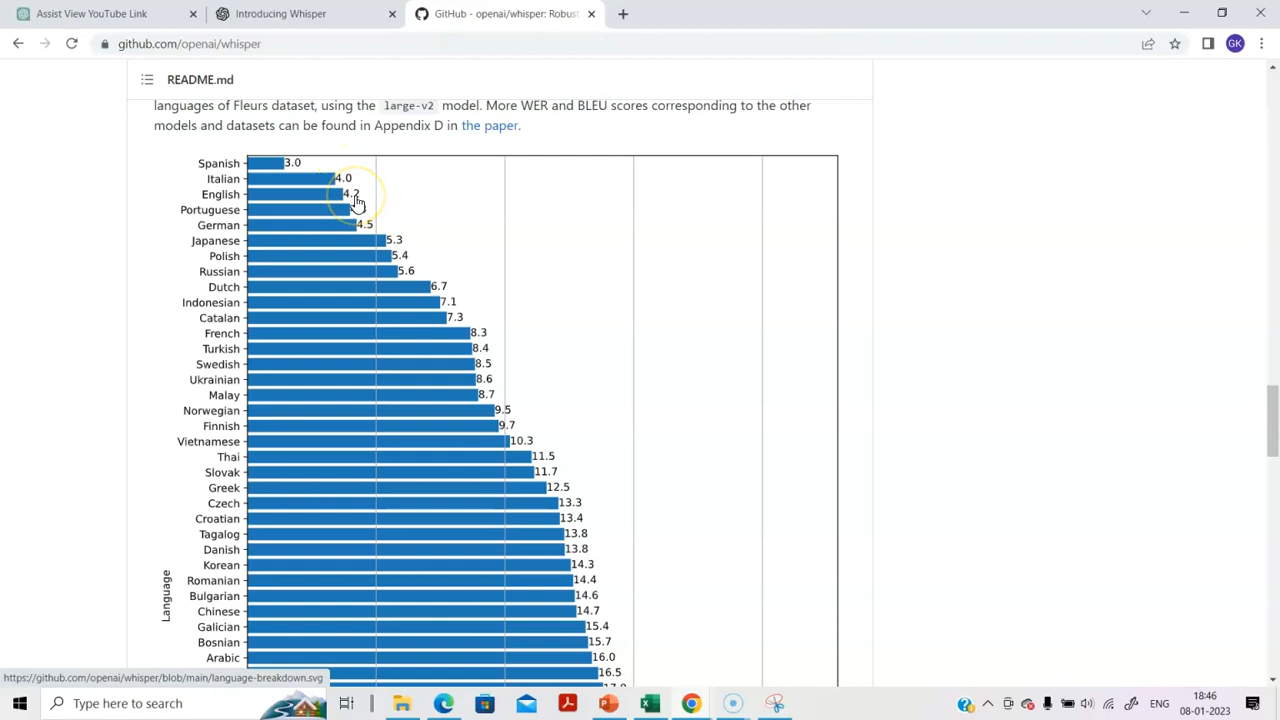 Assist View YouTube Link
Introducing Whisper
GitHub - openai/whisper: Robus
github.com/openai/whisper
GK
README.md
languages of Fleurs dataset, using the large-v2 model. More WER and BLEU scores corresponding to the other
models and datasets can be found in Appendix D in the paper.
Spanish 3.0
Italian 4.0
English 4.2
Portuguese
German 4.5
Japanese 5.3
Polish 5.4
Russian 5.6
Dutch 6.7
Indonesian 7.1
Catalan 7.3
French 8.3
Turkish 8.4
Swedish 8.5
Ukrainian 8.6
Malay 8.7
Norwegian 9.5
Finnish 9.7
Vietnamese 10.3
Thai 11.5
Slovak 11.7
Greek 12.5
Czech 13.3
Croatian 13.4
Tagalog 13.8
Danish 13.8
Korean 14.3
Romanian 14.4
Bulgarian 14.6
Chinese 14.7
Galician 15.4
Bosnian 15.7
Arabic 16.0
16.5
Language
https://github.com/openai/whisper/blob/main/language-breakdown.svg
Type here to search
ENG
18:46
08-01-2023